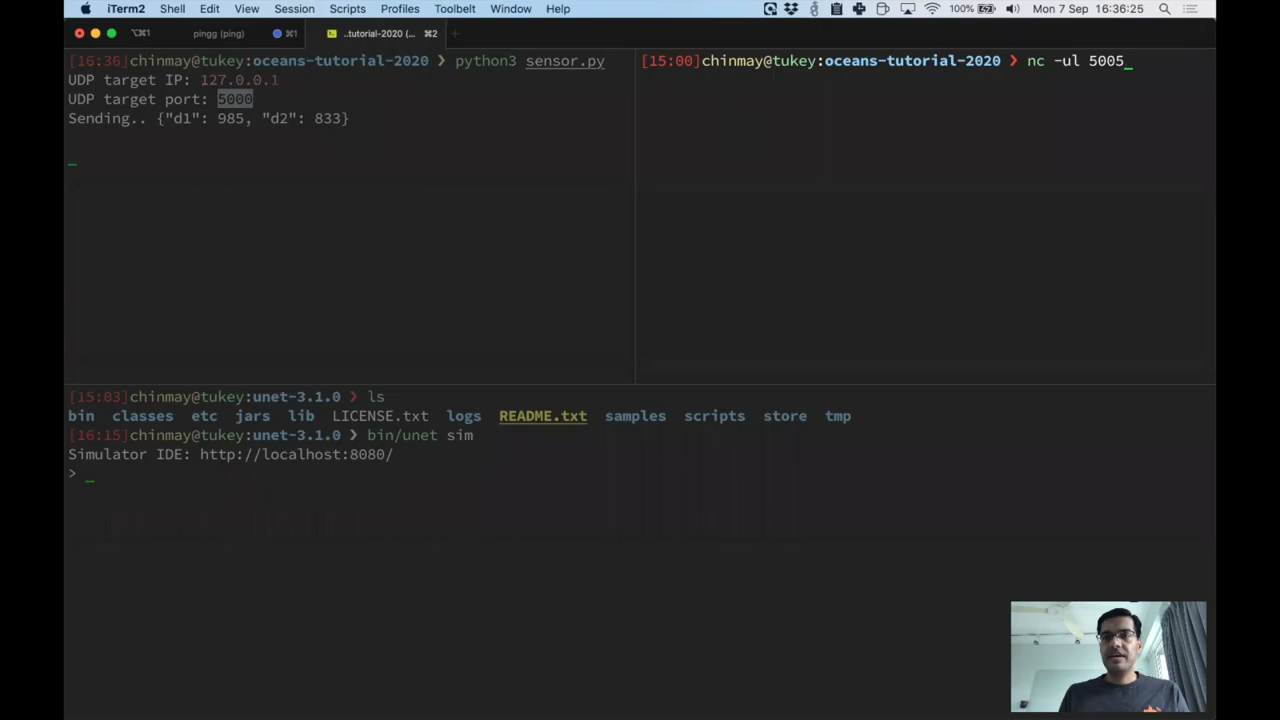 iTerm2 Shell Edit View Session Scripts Profiles Toolbelt Window Help 100% Mon 7 Sep 16:36:25
⌥⌘1 pingg (ping) ⌘1 ..tutorial-2020 (... ⌘2 +
[16:36]chinmay@tukey:oceans-tutorial-2020 ❯ python3 sensor.py
UDP target IP: 127.0.0.1
UDP target port: 5000
Sending.. {"d1": 985, "d2": 833}
[15:00]chinmay@tukey:oceans-tutorial-2020 ❯ nc -ul 5005_
[15:03]chinmay@tukey:unet-3.1.0 ❯ ls
bin classes etc jars lib LICENSE.txt logs README.txt samples scripts store tmp
[16:15]chinmay@tukey:unet-3.1.0 ❯ bin/unet sim
Simulator IDE: http://localhost:8080/
> _